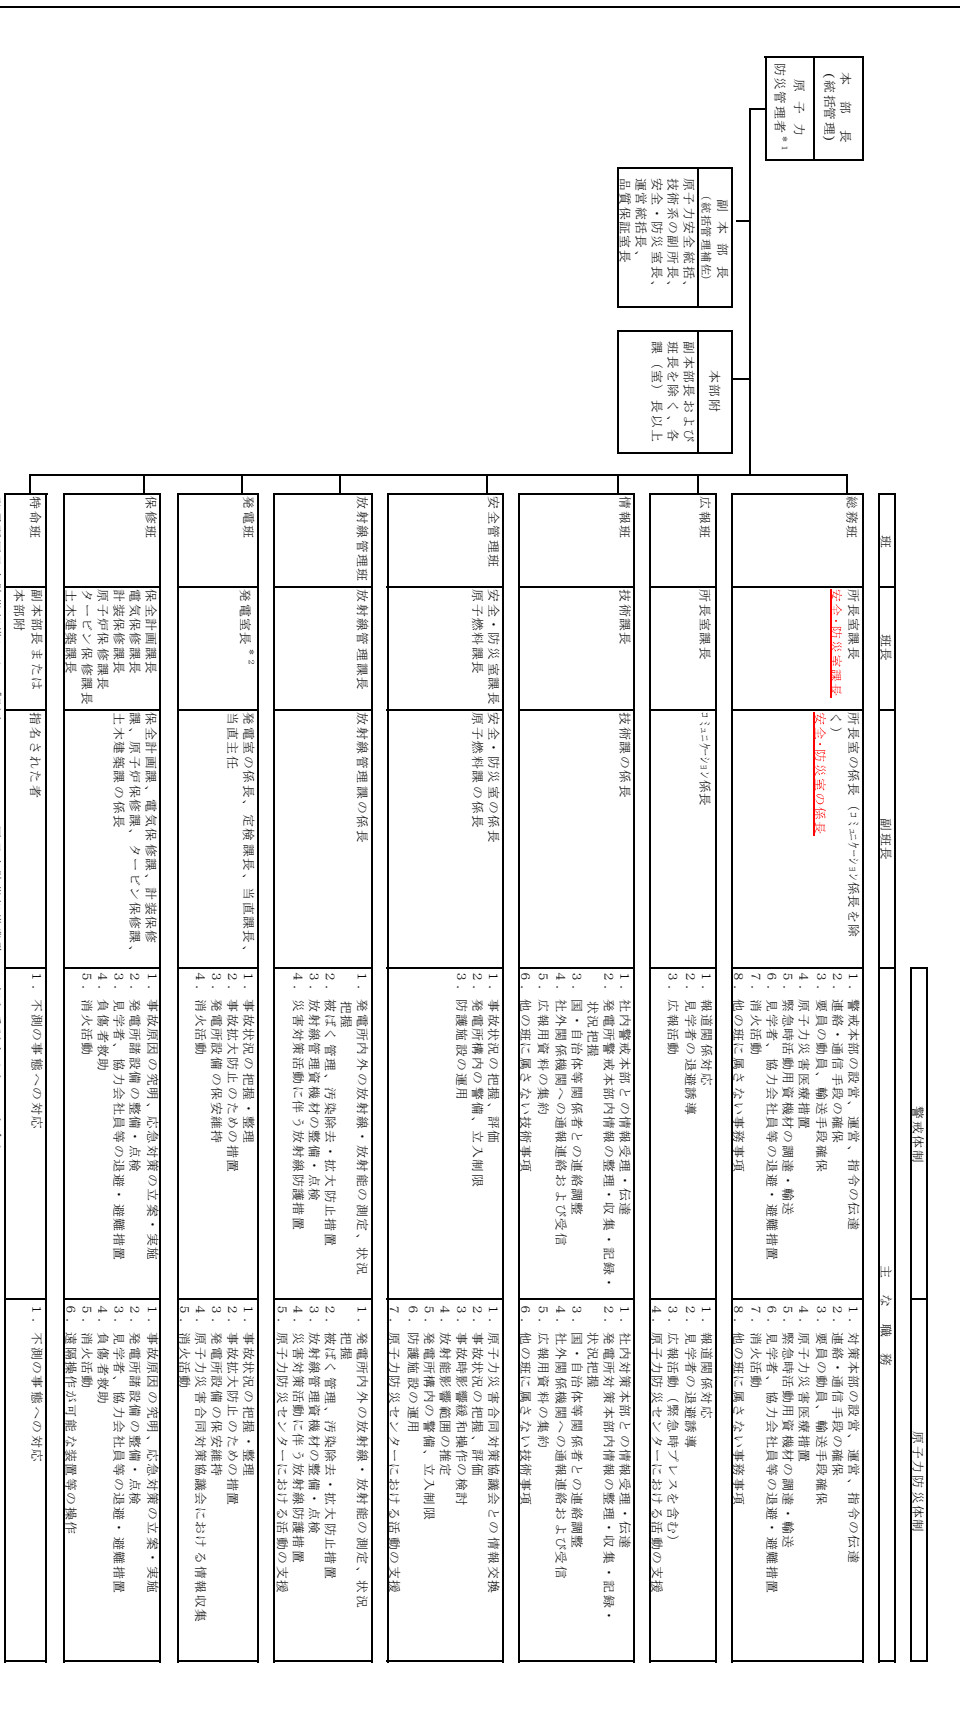 本部長
(統括管理)
原子力
防災管理者＊１
副本部長
(統括管理補佐)
原子力安全統括、
技術系の副所長、
安全・防災室長、
運営統括長、
品質保証室長
本部附
副本部長および
班長を除く、各
課（室）長以上
警戒体制
原子力防災体制
班
班長
副班長
主な職務
総務班
所長室課長
安全・防災室課長
所長室の係長（ｺﾐｭﾆｹｰｼｮﾝ係長を除
く）
安全・防災室の係長
１．警戒本部の設営、運営、指令の伝達
２．連絡・通信手段の確保
３．要員の動員、輸送手段確保
４．原子力災害医療措置
５．緊急時活動用資機材の調達・輸送
６．見学者、協力会社員等の退避・避難措置
７．消火活動
８．他の班に属さない事務事項
１．対策本部の設営、運営、指令の伝達
２．連絡・通信手段の確保
３．要員の動員、輸送手段確保
４．原子力災害医療措置
５．緊急時活動用資機材の調達・輸送
６．見学者、協力会社員等の退避・避難措置
７．消火活動
８．他の班に属さない事務事項
広報班
所長室課長
ｺﾐｭﾆｹｰｼｮﾝ係長
１．報道関係対応
２．見学者の退避誘導
３．広報活動
１．報道関係対応
２．見学者の退避誘導
３．広報活動（緊急時プレスを含む）
４．原子力防災センターにおける活動の支援
情報班
技術課長
技術課の係長
１．社内警戒本部との情報受理・伝達
２．発電所警戒本部内情報の整理・収集・記録・
状況把握
３．国・自治体等関係者との連絡調整
４．社外関係機関への通報連絡および受信
５．広報用資料の集約
６．他の班に属さない技術事項
１．社内対策本部との情報受理・伝達
２．発電所対策本部内情報の整理・収集・記録・
状況把握
３．国・自治体等関係者との連絡調整
４．社外関係機関への通報連絡および受信
５．広報用資料の集約
６．他の班に属さない技術事項
安全管理班
安全・防災室課長
原子燃料課長
安全・防災室の係長
原子燃料課の係長
１．事故状況の把握、評価
２．発電所構内の警備、立入制限
３．防護施設の運用
１．原子力災害合同対策協議会との情報交換
２．事故状況の把握、評価
３．事故時影響緩和操作の検討
４．放射能影響範囲の推定
５．発電所構内の警備、立入制限
６．防護施設の運用
７．原子力防災センターにおける活動の支援
放射線管理班
放射線管理課長
放射線管理課の係長
１．発電所内外の放射線・放射能の測定、状況
把握
２．被ばく管理、汚染除去・拡大防止措置
３．放射線管理資機材の整備・点検
４．災害対策活動に伴う放射線防護措置
１．発電所内外の放射線・放射能の測定、状況
把握
２．被ばく管理、汚染除去・拡大防止措置
３．放射線管理資機材の整備・点検
４．災害対策活動に伴う放射線防護措置
５．原子力防災センターにおける活動の支援
発電班
発電室長＊２
発電室の係長、定検課長、当直課長、
当直主任
１．事故状況の把握・整理
２．事故拡大防止のための措置
３．発電所設備の保安維持
４．消火活動
１．事故状況の把握・整理
２．事故拡大防止のための措置
３．発電所設備の保安維持
４．原子力災害合同対策協議会における情報収集
５．消火活動
保修班
保全計画課長
電気保修課長
計装保修課長
原子炉保修課長
タービン保修課長
土木建築課長
保全計画課、電気保修課、計装保修
課、原子炉保修課、タービン保修課、
土木建築課の係長
１．事故原因の究明、応急対策の立案・実施
２．発電所諸設備の整備・点検
３．見学者、協力会社員等の退避・避難措置
４．負傷者救助
５．消火活動
１．事故原因の究明、応急対策の立案・実施
２．発電所諸設備の整備・点検
３．見学者、協力会社員等の退避・避難措置
４．負傷者救助
５．消火活動
６．遠隔操作が可能な装置等の操作
特命班
副本部長または
本部附
指名された者
１．不測の事態への対応
１．不測の事態への対応